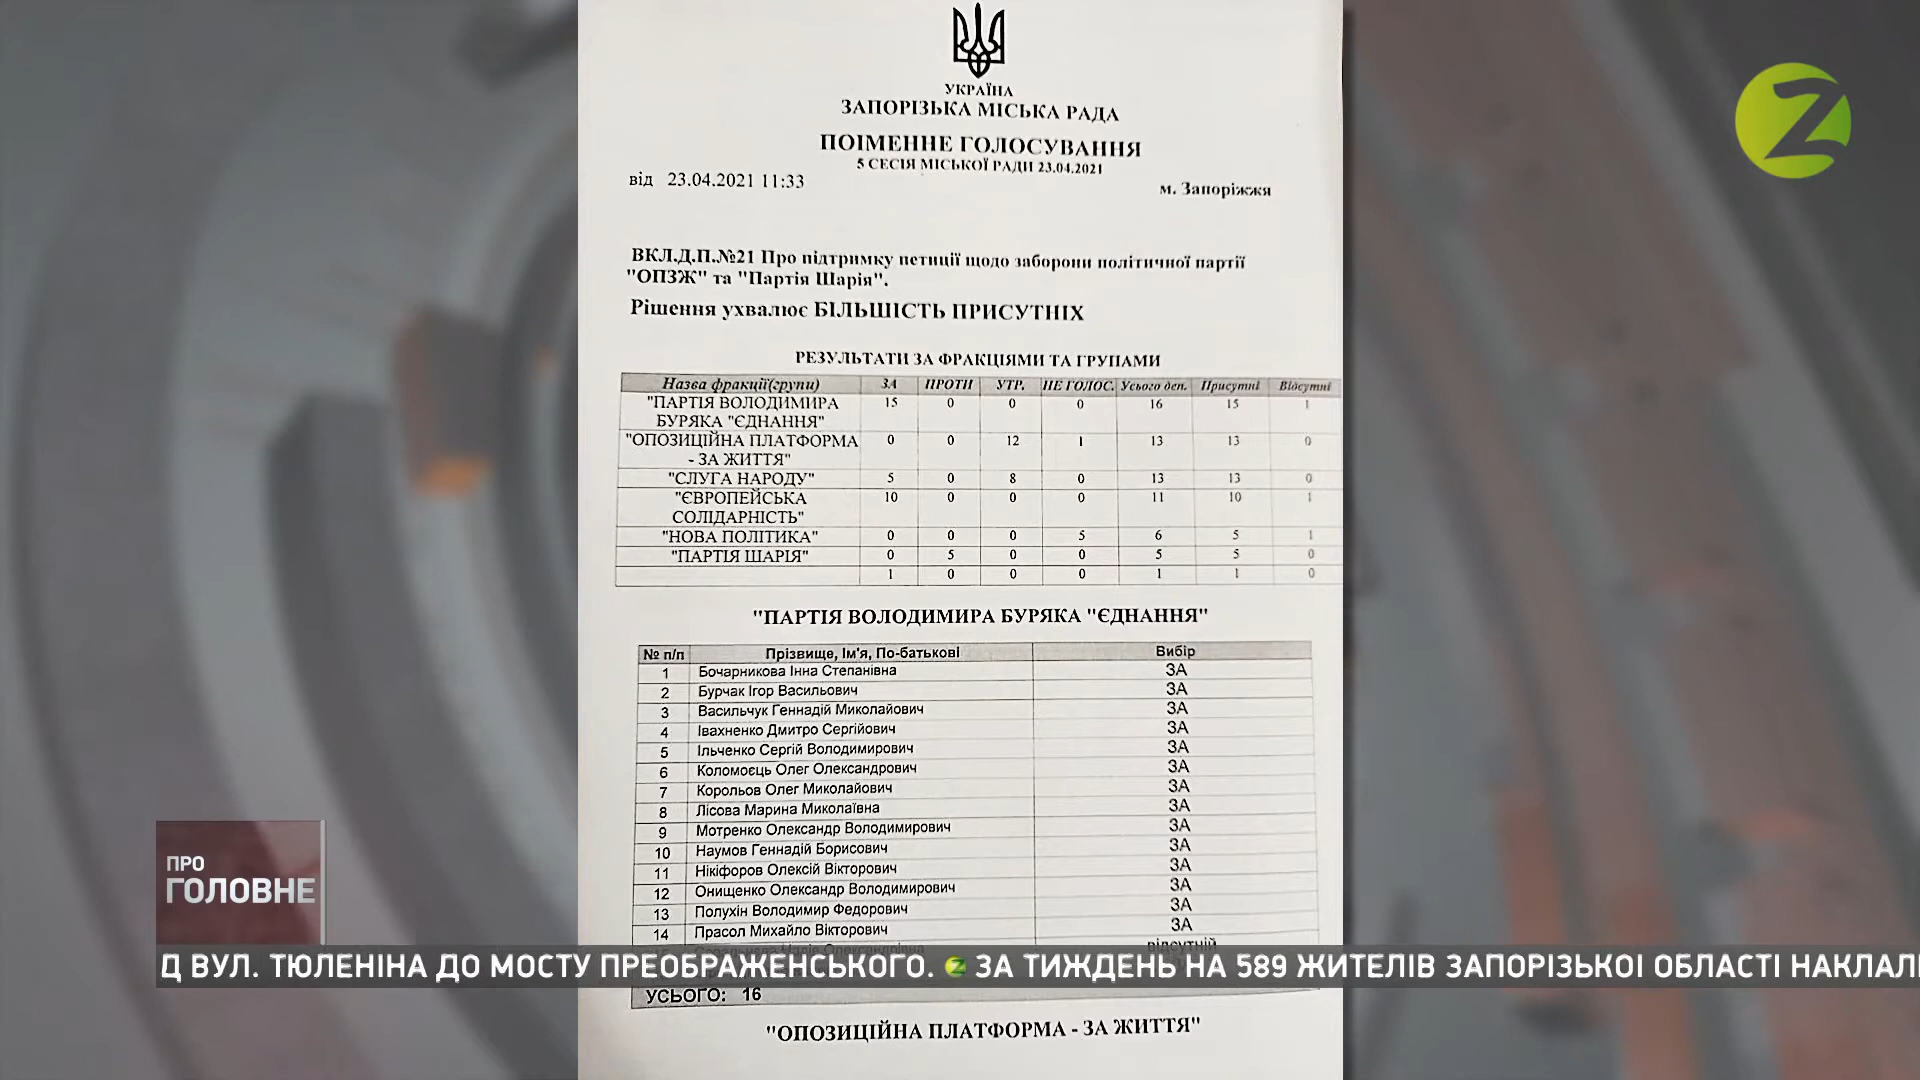 УКРАЇНА
ЗАПОРІЗЬКА МІСЬКА РАДА
ПОІМЕННЕ ГОЛОСУВАННЯ
5 СЕСІЯ МІСЬКОЇ РАДИ 23.04.2021
від 23.04.2021 11:33
м. Запоріжжя
ВКЛ.Д.П.№21 Про підтримку петиції щодо заборони політичної партії
"ОПЗЖ" та "Партія Шарія".
Рішення ухвалює БІЛЬШІСТЬ ПРИСУТНІХ
РЕЗУЛЬТАТИ ЗА ФРАКЦІЯМИ ТА ГРУПАМИ
Назва фракції(групи) ЗА ПРОТИ УТР. НЕ ГОЛОС. Усього деп. Присутні Відсутні
"ПАРТІЯ ВОЛОДИМИРА 15 0 0 0 16 15 1
БУРЯКА "ЄДНАННЯ"
"ОПОЗИЦІЙНА ПЛАТФОРМА 0 0 12 1 13 13 0
- ЗА ЖИТТЯ"
"СЛУГА НАРОДУ" 5 0 8 0 13 13 0
"ЄВРОПЕЙСЬКА 10 0 0 0 11 10 1
СОЛІДАРНІСТЬ"
"НОВА ПОЛІТИКА" 0 0 0 5 6 5 1
"ПАРТІЯ ШАРІЯ" 0 5 0 0 5 5 0
1 0 0 0 1 1 0
"ПАРТІЯ ВОЛОДИМИРА БУРЯКА "ЄДНАННЯ"
№ п/п Прізвище, Ім'я, По-батькові Вибір
1 Бочарникова Інна Степанівна ЗА
2 Бурчак Ігор Васильович ЗА
3 Васильчук Геннадій Миколайович ЗА
4 Івахненко Дмитро Сергійович ЗА
5 Ільченко Сергій Володимирович ЗА
6 Коломоєць Олег Олександрович ЗА
7 Корольов Олег Миколайович ЗА
8 Лісова Марина Миколаївна ЗА
9 Мотренко Олександр Володимирович ЗА
10 Наумов Геннадій Борисович ЗА
11 Нікіфоров Олексій Вікторович ЗА
12 Онищенко Олександр Володимирович ЗА
13 Полухін Володимир Федорович ЗА
14 Прасол Михайло Вікторович ЗА
відсутній
ПРО
ГОЛОВНЕ
Д ВУЛ. ТЮЛЕНІНА ДО МОСТУ ПРЕОБРАЖЕНСЬКОГО. ЗА ТИЖДЕНЬ НА 589 ЖИТЕЛІВ ЗАПОРІЗЬКОЇ ОБЛАСТІ НАКЛАЛИ
УСЬОГО: 16
"ОПОЗИЦІЙНА ПЛАТФОРМА - ЗА ЖИТТЯ"